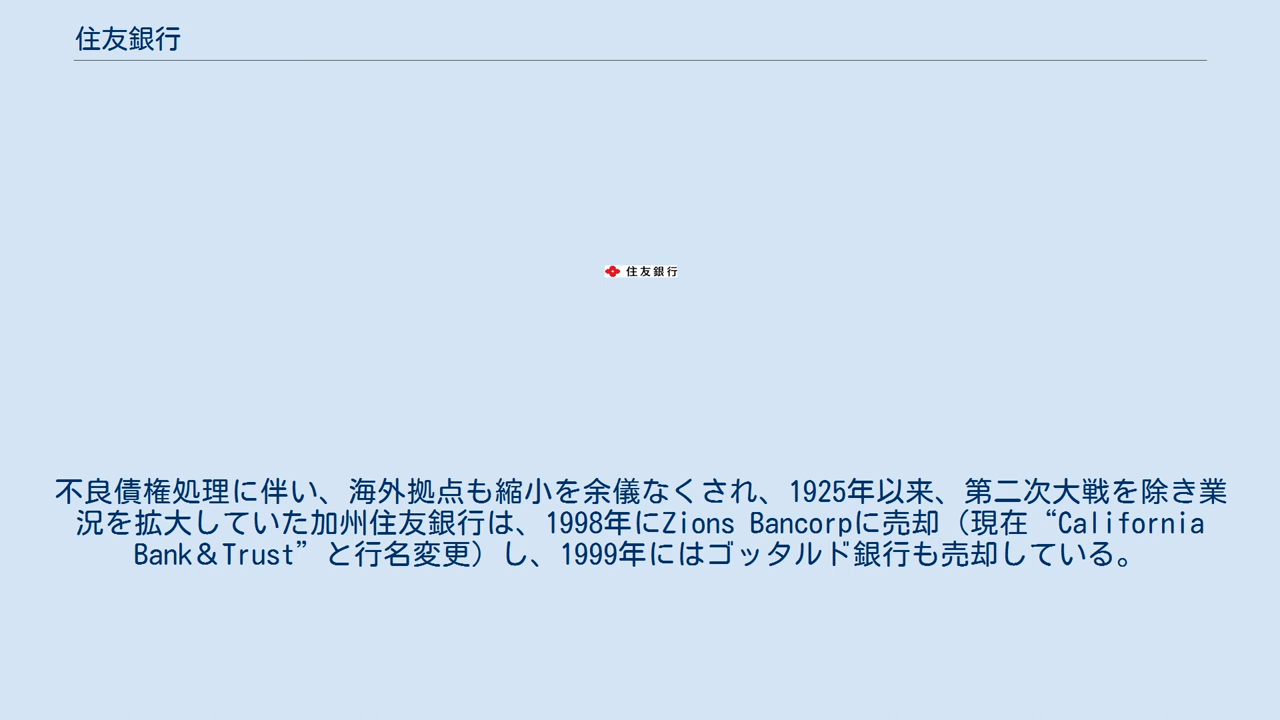 住友銀行
住友銀行
不良債権処理に伴い、海外拠点も縮小を余儀なくされ、1925年以来、第二次大戦を除き業
況を拡大していた加州住友銀行は、1998年にZions Bancorpに売却（現在“California
Bank＆Trust”と行名変更）し、1999年にはゴッタルド銀行も売却している。